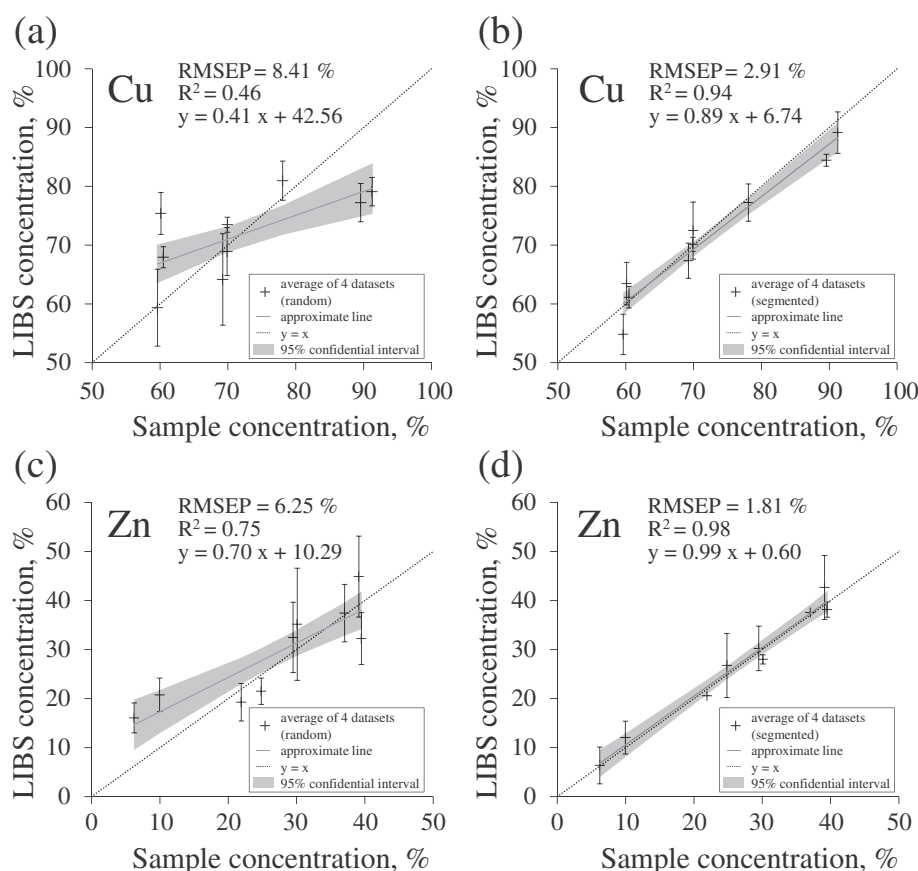 (a)
Cu
RMSEP = 8.41 %
R² = 0.46
y = 0.41 x + 42.56
LIBS concentration, %
100
90
80
70
60
50
average of 4 datasets
(random)
approximate line
y = x
95% confidential interval
50 60 70 80 90 100
Sample concentration, %
(b)
Cu
RMSEP = 2.91 %
R² = 0.94
y = 0.89 x + 6.74
LIBS concentration, %
100
90
80
70
60
50
average of 4 datasets
(segmented)
approximate line
y = x
95% confidential interval
50 60 70 80 90 100
Sample concentration, %
(c)
Zn
RMSEP = 6.25 %
R² = 0.75
y = 0.70 x + 10.29
LIBS concentration, %
60
50
40
30
20
10
0
average of 4 datasets
(random)
approximate line
y = x
95% confidential interval
0 10 20 30 40 50
Sample concentration, %
(d)
Zn
RMSEP = 1.81 %
R² = 0.98
y = 0.99 x + 0.60
LIBS concentration, %
60
50
40
30
20
10
0
average of 4 datasets
(segmented)
approximate line
y = x
95% confidential interval
0 10 20 30 40 50
Sample concentration, %